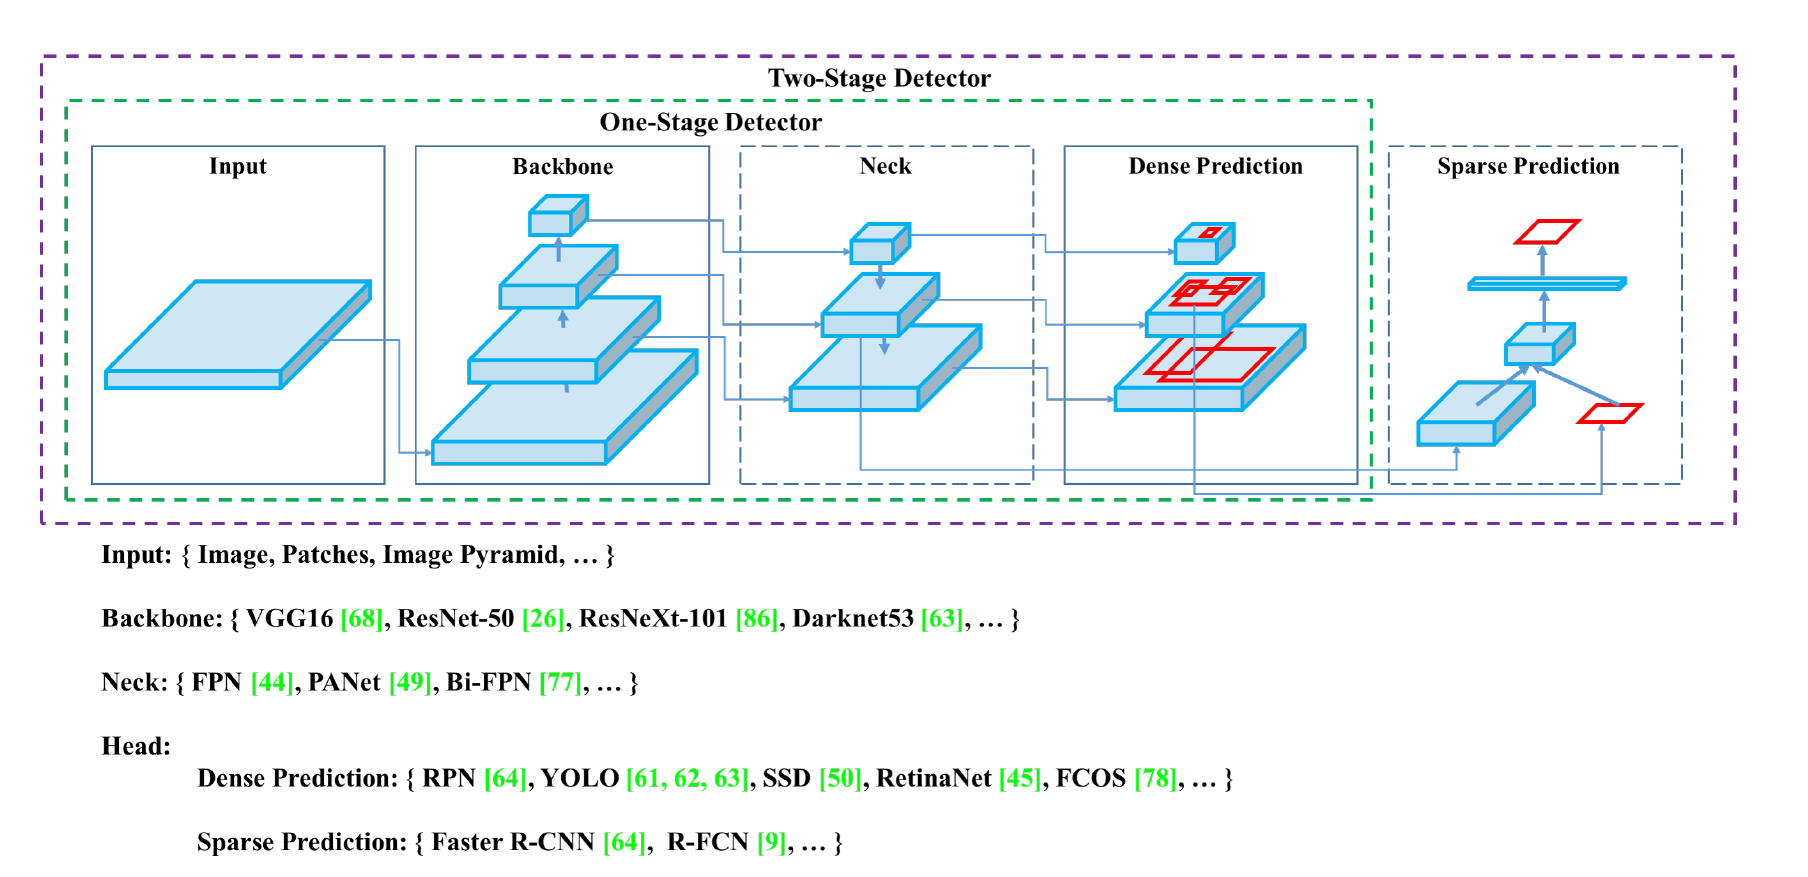 Two-Stage Detector
One-Stage Detector
Input
Backbone
Neck
Dense Prediction
Sparse Prediction
Input: { Image, Patches, Image Pyramid, … }
Backbone: { VGG16 [68], ResNet-50 [26], ResNeXt-101 [86], Darknet53 [63], … }
Neck: { FPN [44], PANet [49], Bi-FPN [77], … }
Head:
Dense Prediction: { RPN [64], YOLO [61, 62, 63], SSD [50], RetinaNet [45], FCOS [78], … }
Sparse Prediction: { Faster R-CNN [64], R-FCN [9], … }